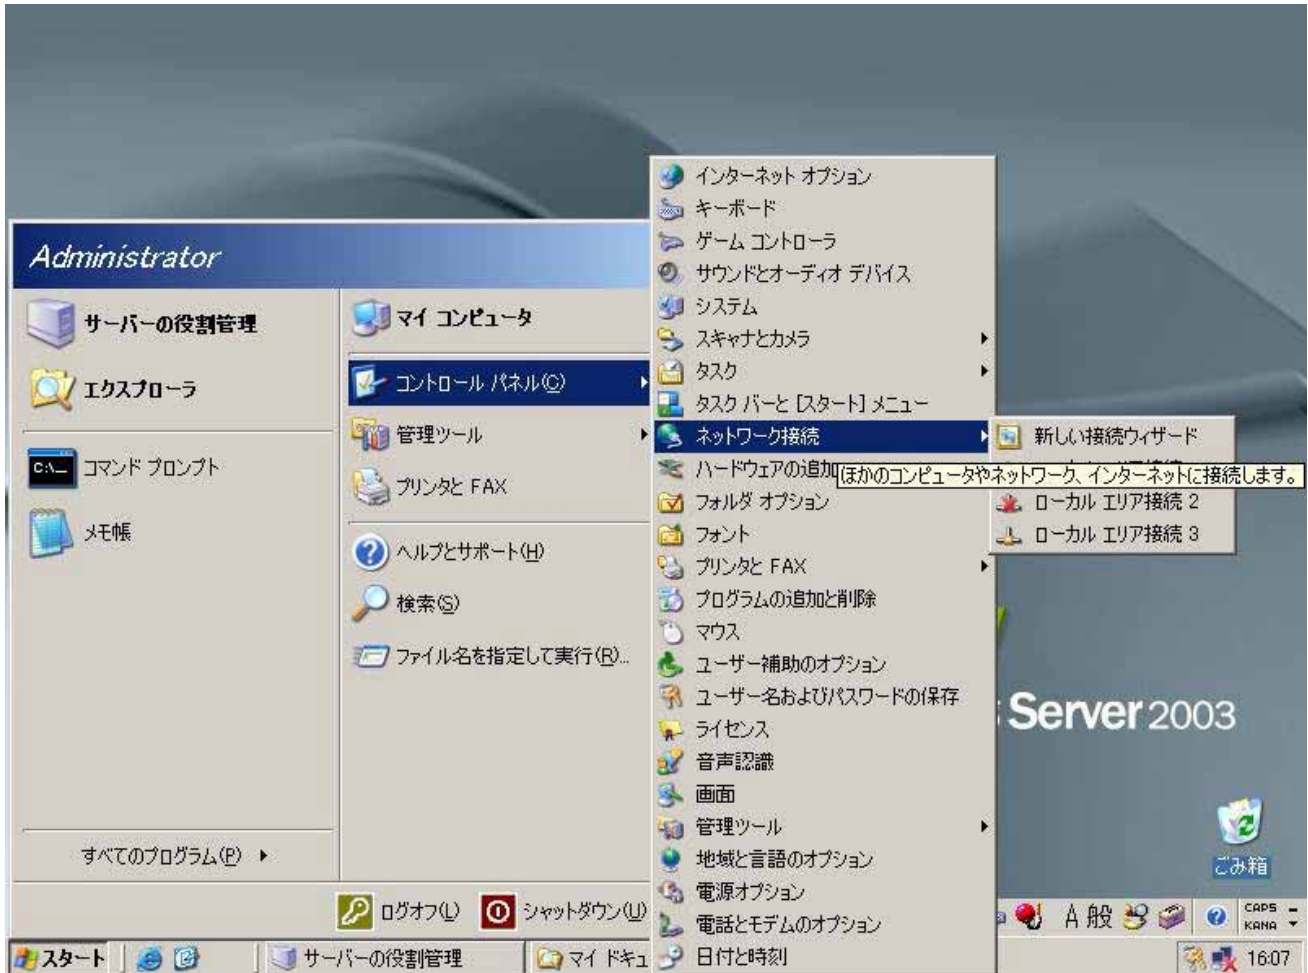 Administrator
サーバーの役割管理
エクスプローラ
C:\_
コマンド プロンプト
メモ帳
すべてのプログラム(P)
マイ コンピュータ
コントロール パネル(C)
管理ツール
プリンタと FAX
ヘルプとサポート(H)
検索(S)
ファイル名を指定して実行(R)...
ログオフ(L)
シャットダウン(U)
インターネット オプション
キーボード
ゲーム コントローラ
サウンドとオーディオ デバイス
システム
スキャナとカメラ
タスク
タスク バーと [スタート] メニュー
ネットワーク接続
ハードウェアの追加
フォルダ オプション
フォント
プリンタと FAX
プログラムの追加と削除
マウス
ユーザー補助のオプション
ユーザー名およびパスワードの保存
ライセンス
音声認識
画面
管理ツール
地域と言語のオプション
電源オプション
電話とモデムのオプション
日付と時刻
新しい接続ウィザード
ほかのコンピュータやネットワーク、インターネットに接続します。
ローカル エリア接続 2
ローカル エリア接続 3
Server 2003
ごみ箱
A 般
CAPS
KANA
スタート
サーバーの役割管理
マイ ドキュ
16:07